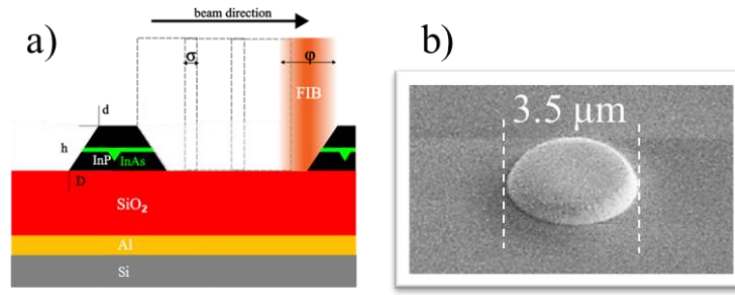 a)
beam direction
σ
φ
FIB
d
h
InP
InAs
D
SiO₂
Al
Si
b)
3.5 μm